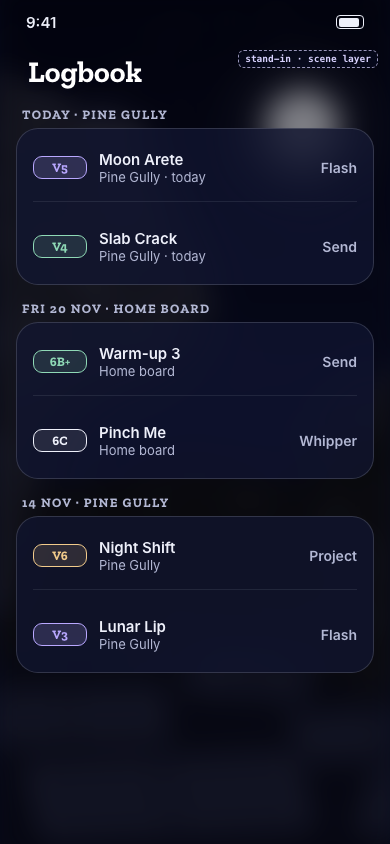 9:41
stand-in · scene layer
Logbook
TODAY · PINE GULLY
V5
Moon Arete
Pine Gully · today
Flash
V4
Slab Crack
Pine Gully · today
Send
FRI 20 NOV · HOME BOARD
6B+
Warm-up 3
Home board
Send
6C
Pinch Me
Home board
Whipper
14 NOV · PINE GULLY
V6
Night Shift
Pine Gully
Project
V3
Lunar Lip
Pine Gully
Flash